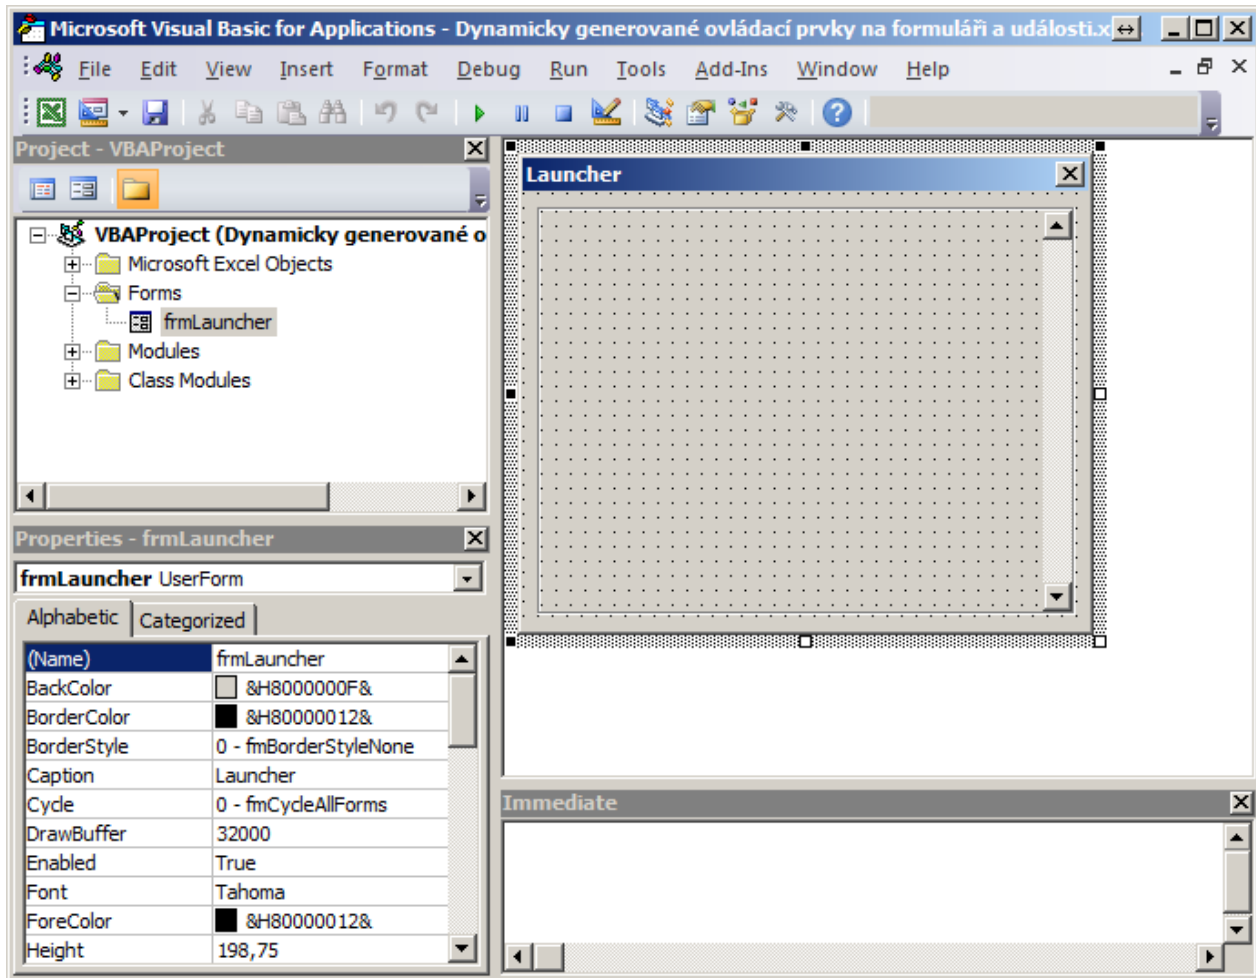 Microsoft Visual Basic for Applications - Dynamicky generované ovládací prvky na formuláři a události.x
File Edit View Insert Format Debug Run Tools Add-Ins Window Help
Project - VBAProject
VBAProject (Dynamicky generované o
Microsoft Excel Objects
Forms
frmLauncher
Modules
Class Modules
Properties - frmLauncher
frmLauncher UserForm
Alphabetic Categorized
(Name) frmLauncher
BackColor &H8000000F&
BorderColor &H80000012&
BorderStyle 0 - fmBorderStyleNone
Caption Launcher
Cycle 0 - fmCycleAllForms
DrawBuffer 32000
Enabled True
Font Tahoma
ForeColor &H80000012&
Height 198,75
Launcher
Immediate